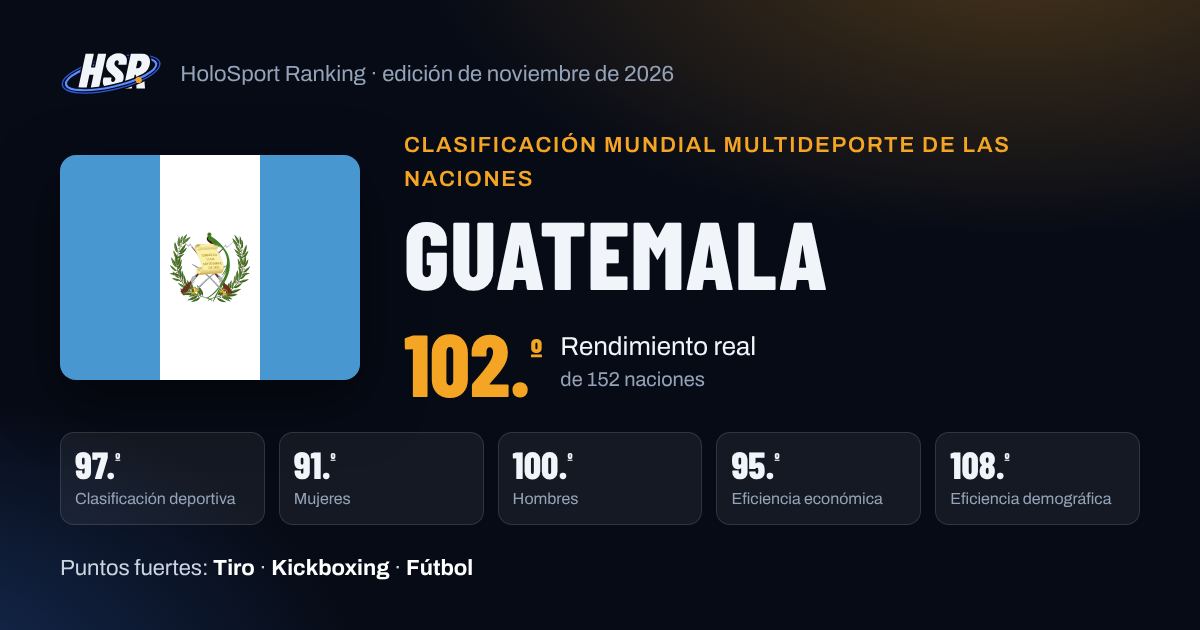 HSR
HoloSport Ranking · edición de noviembre de 2026
CLASIFICACIÓN MUNDIAL MULTIDEPORTE DE LAS
NACIONES
GUATEMALA
102.º
Rendimiento real
de 152 naciones
97.º
Clasificación deportiva
91.º
Mujeres
100.º
Hombres
95.º
Eficiencia económica
108.º
Eficiencia demográfica
Puntos fuertes: Tiro · Kickboxing · Fútbol